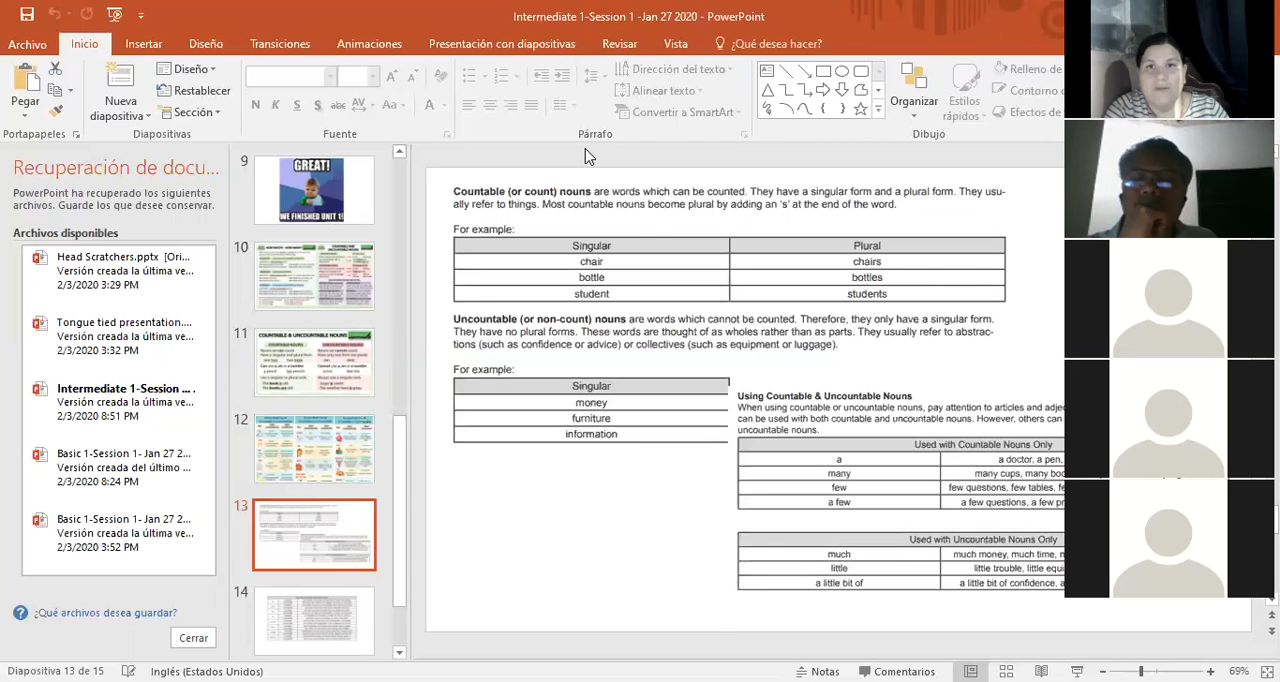 Intermediate 1-Session 1 -Jan 27 2020 - PowerPoint
Archivo Inicio Insertar Diseño Transiciones Animaciones Presentación con diapositivas Revisar Vista ¿Qué desea hacer?
Pegar
Portapapeles
Nueva diapositiva
Diseño
Restablecer
Sección
Diapositivas
N K S S abc AV Aa A
Fuente
Dirección del texto
Alinear texto
Convertir a SmartArt
Párrafo
Organizar
Estilos rápidos
Relleno de
Contorno
Efectos de
Dibujo
Recuperación de docu...
PowerPoint ha recuperado los siguientes
archivos. Guarde los que desee conservar.
Archivos disponibles
Head Scratchers.pptx [Ori...
Versión creada la última ve...
2/3/2020 3:29 PM
Tongue tied presentation....
Versión creada la última ve...
2/3/2020 3:32 PM
Intermediate 1-Session ...
Versión creada la última ve...
2/3/2020 8:51 PM
Basic 1-Session 1- Jan 27 2...
Versión creada del último ...
2/3/2020 8:24 PM
Basic 1-Session 1- Jan 27 2...
Versión creada la última ve...
2/3/2020 3:52 PM
¿Qué archivos desea guardar?
Cerrar
9
GREAT!
WE FINISHED UNIT 1!
10
11
COUNTABLE & UNCOUNTABLE NOUNS
12
13
14
Countable (or count) nouns are words which can be counted. They have a singular form and a plural form. They usu-
ally refer to things. Most countable nouns become plural by adding an 's' at the end of the word.
For example:
Singular Plural
chair chairs
bottle bottles
student students
Uncountable (or non-count) nouns are words which cannot be counted. Therefore, they only have a singular form.
They have no plural forms. These words are thought of as wholes rather than as parts. They usually refer to abstrac-
tions (such as confidence or advice) or collectives (such as equipment or luggage).
For example:
Singular
money
furniture
information
Using Countable & Uncountable Nouns
When using countable or uncountable nouns, pay attention to articles and adje
can be used with both countable and uncountable nouns. However, others can
uncountable nouns.
Used with Countable Nouns Only
a a doctor, a pen,
many many cups, many boo
few few questions, few tables, fe
a few a few questions, a few pr
Used with Uncountable Nouns Only
much much money, much time, n
little little trouble, little equi
a little bit of a little bit of confidence, a
Diapositiva 13 de 15 Inglés (Estados Unidos) Notas Comentarios 69%